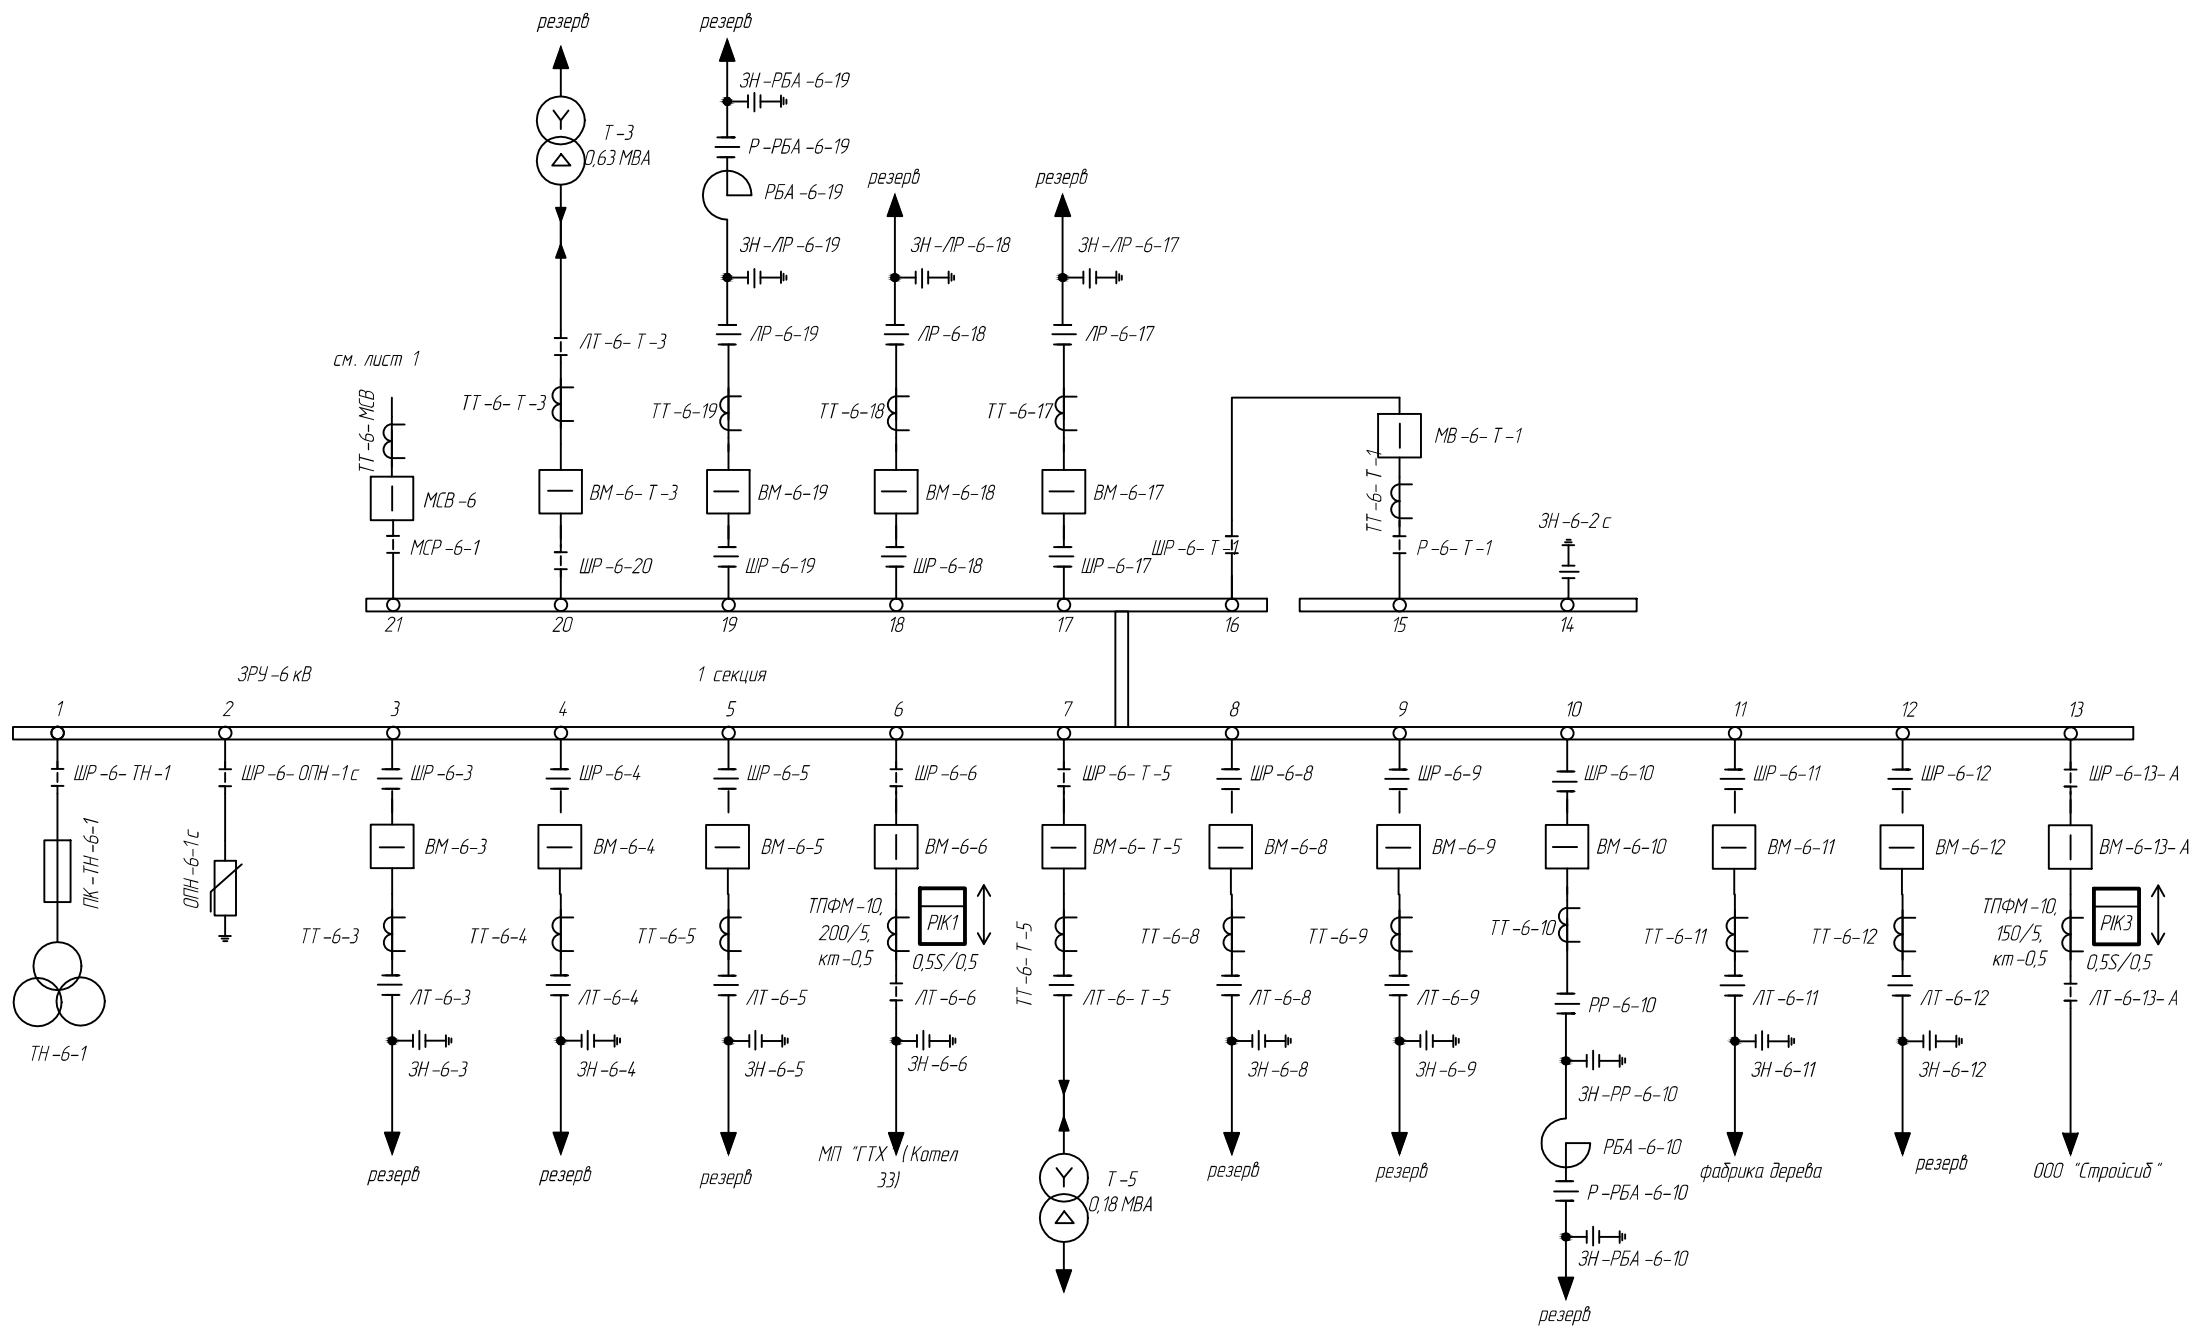 резерв
резерв
ЗН-РБА-6-19
Т-3
0,63 МВА
Р-РБА-6-19
РБА-6-19
резерв
резерв
ЗН-ЛР-6-19
ЗН-ЛР-6-18
ЗН-ЛР-6-17
см. лист 1
ЛТ-6-Т-3
ЛР-6-19
ЛР-6-18
ЛР-6-17
ТТ-6-МСВ
ТТ-6-Т-3
ТТ-6-19
ТТ-6-18
ТТ-6-17
МВ-6-Т-1
ТТ-6-Т-1
МСВ-6
ВМ-6-Т-3
ВМ-6-19
ВМ-6-18
ВМ-6-17
ЗН-6-2с
МСР-6-1
ШР-6-20
ШР-6-19
ШР-6-18
ШР-6-17
ШР-6-Т-1
Р-6-Т-1
21
20
19
18
17
16
15
14
ЗРУ-6 кВ
1 секция
1
2
3
4
5
6
7
8
9
10
11
12
13
ШР-6-ТН-1
ШР-6-ОПН-1с
ШР-6-3
ШР-6-4
ШР-6-5
ШР-6-6
ШР-6-Т-5
ШР-6-8
ШР-6-9
ШР-6-10
ШР-6-11
ШР-6-12
ШР-6-13-А
ПК-ТН-6-1
ОПН-6-1с
ВМ-6-3
ВМ-6-4
ВМ-6-5
ВМ-6-6
ВМ-6-Т-5
ВМ-6-8
ВМ-6-9
ВМ-6-10
ВМ-6-11
ВМ-6-12
ВМ-6-13-А
ТТ-6-3
ТТ-6-4
ТТ-6-5
ТПФМ-10,
200/5,
кт-0,5
PIK1
0,5S/0,5
ТТ-6-Т-5
ТТ-6-8
ТТ-6-9
ТТ-6-10
ТТ-6-11
ТТ-6-12
ТПФМ-10,
150/5,
кт-0,5
PIK3
0,5S/0,5
ЛТ-6-3
ЛТ-6-4
ЛТ-6-5
ЛТ-6-6
ЛТ-6-Т-5
ЛТ-6-8
ЛТ-6-9
РР-6-10
ЛТ-6-11
ЛТ-6-12
ЛТ-6-13-А
ТН-6-1
ЗН-6-3
ЗН-6-4
ЗН-6-5
ЗН-6-6
ЗН-6-8
ЗН-6-9
ЗН-РР-6-10
ЗН-6-11
ЗН-6-12
резерв
резерв
резерв
МП "ГТХ" (Котел
33)
Т-5
0,18 МВА
резерв
резерв
РБА-6-10
Р-РБА-6-10
ЗН-РБА-6-10
резерв
фабрика дерева
резерв
ООО "Стройсиб"